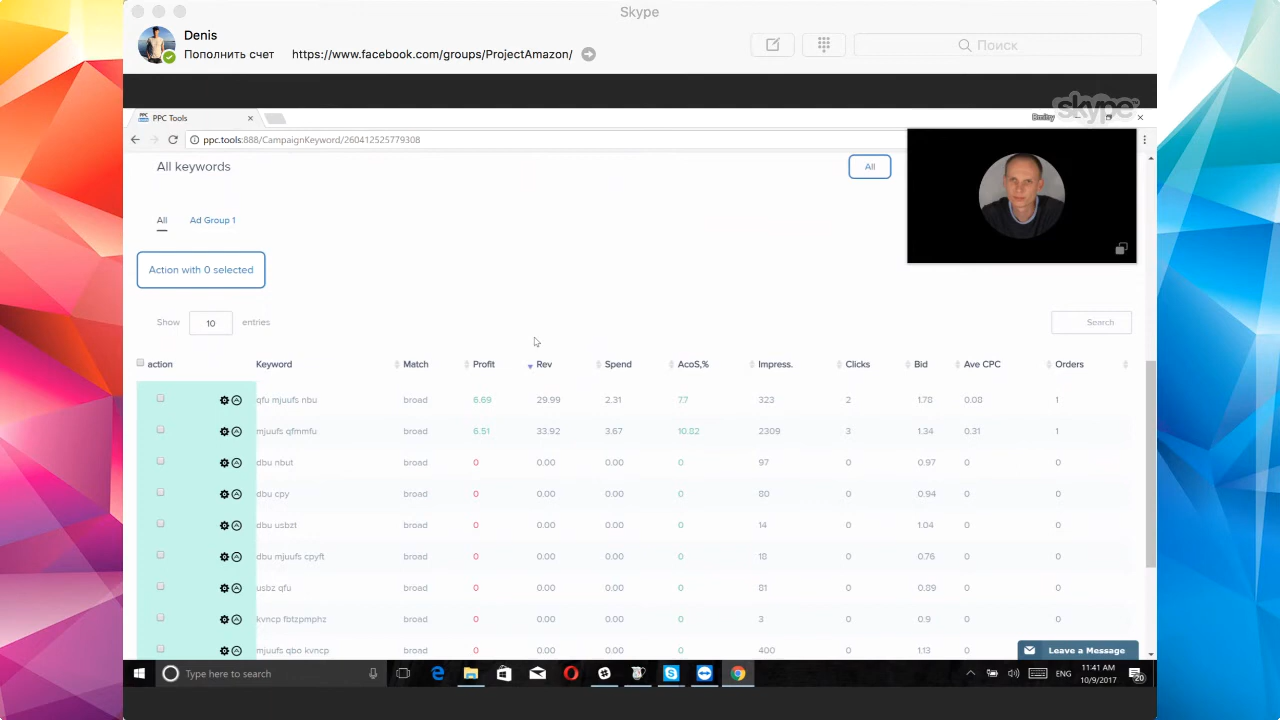 Skype
Denis
Пополнить счет https://www.facebook.com/groups/ProjectAmazon/
Поиск
skype
PPC Tools
Dmitry
ppc.tools:888/CampaignKeyword/260412525779308
All keywords
All
All Ad Group 1
Action with 0 selected
Show 10 entries
Search
action Keyword Match Profit Rev Spend AcoS,% Impress. Clicks Bid Ave CPC Orders
qfu mjuufs nbu broad 6.69 29.99 2.31 7.7 323 2 1.78 0.08 1
mjuufs qfmmfu broad 6.51 33.92 3.67 10.82 2309 3 1.34 0.31 1
dbu nbut broad 0 0.00 0.00 0 97 0 0.97 0 0
dbu cpy broad 0 0.00 0.00 0 80 0 0.94 0 0
dbu usbzt broad 0 0.00 0.00 0 14 0 1.04 0 0
dbu mjuufs cpyft broad 0 0.00 0.00 0 18 0 0.76 0 0
usbz qfu broad 0 0.00 0.00 0 81 0 0.89 0 0
kvncp fbtzpmphz broad 0 0.00 0.00 0 3 0 0.9 0 0
mjuufs qbo kvncp broad 0 0.00 0.00 0 400 0 1.13 0 0
Leave a Message
Type here to search
ENG
11:41 AM
10/9/2017
20